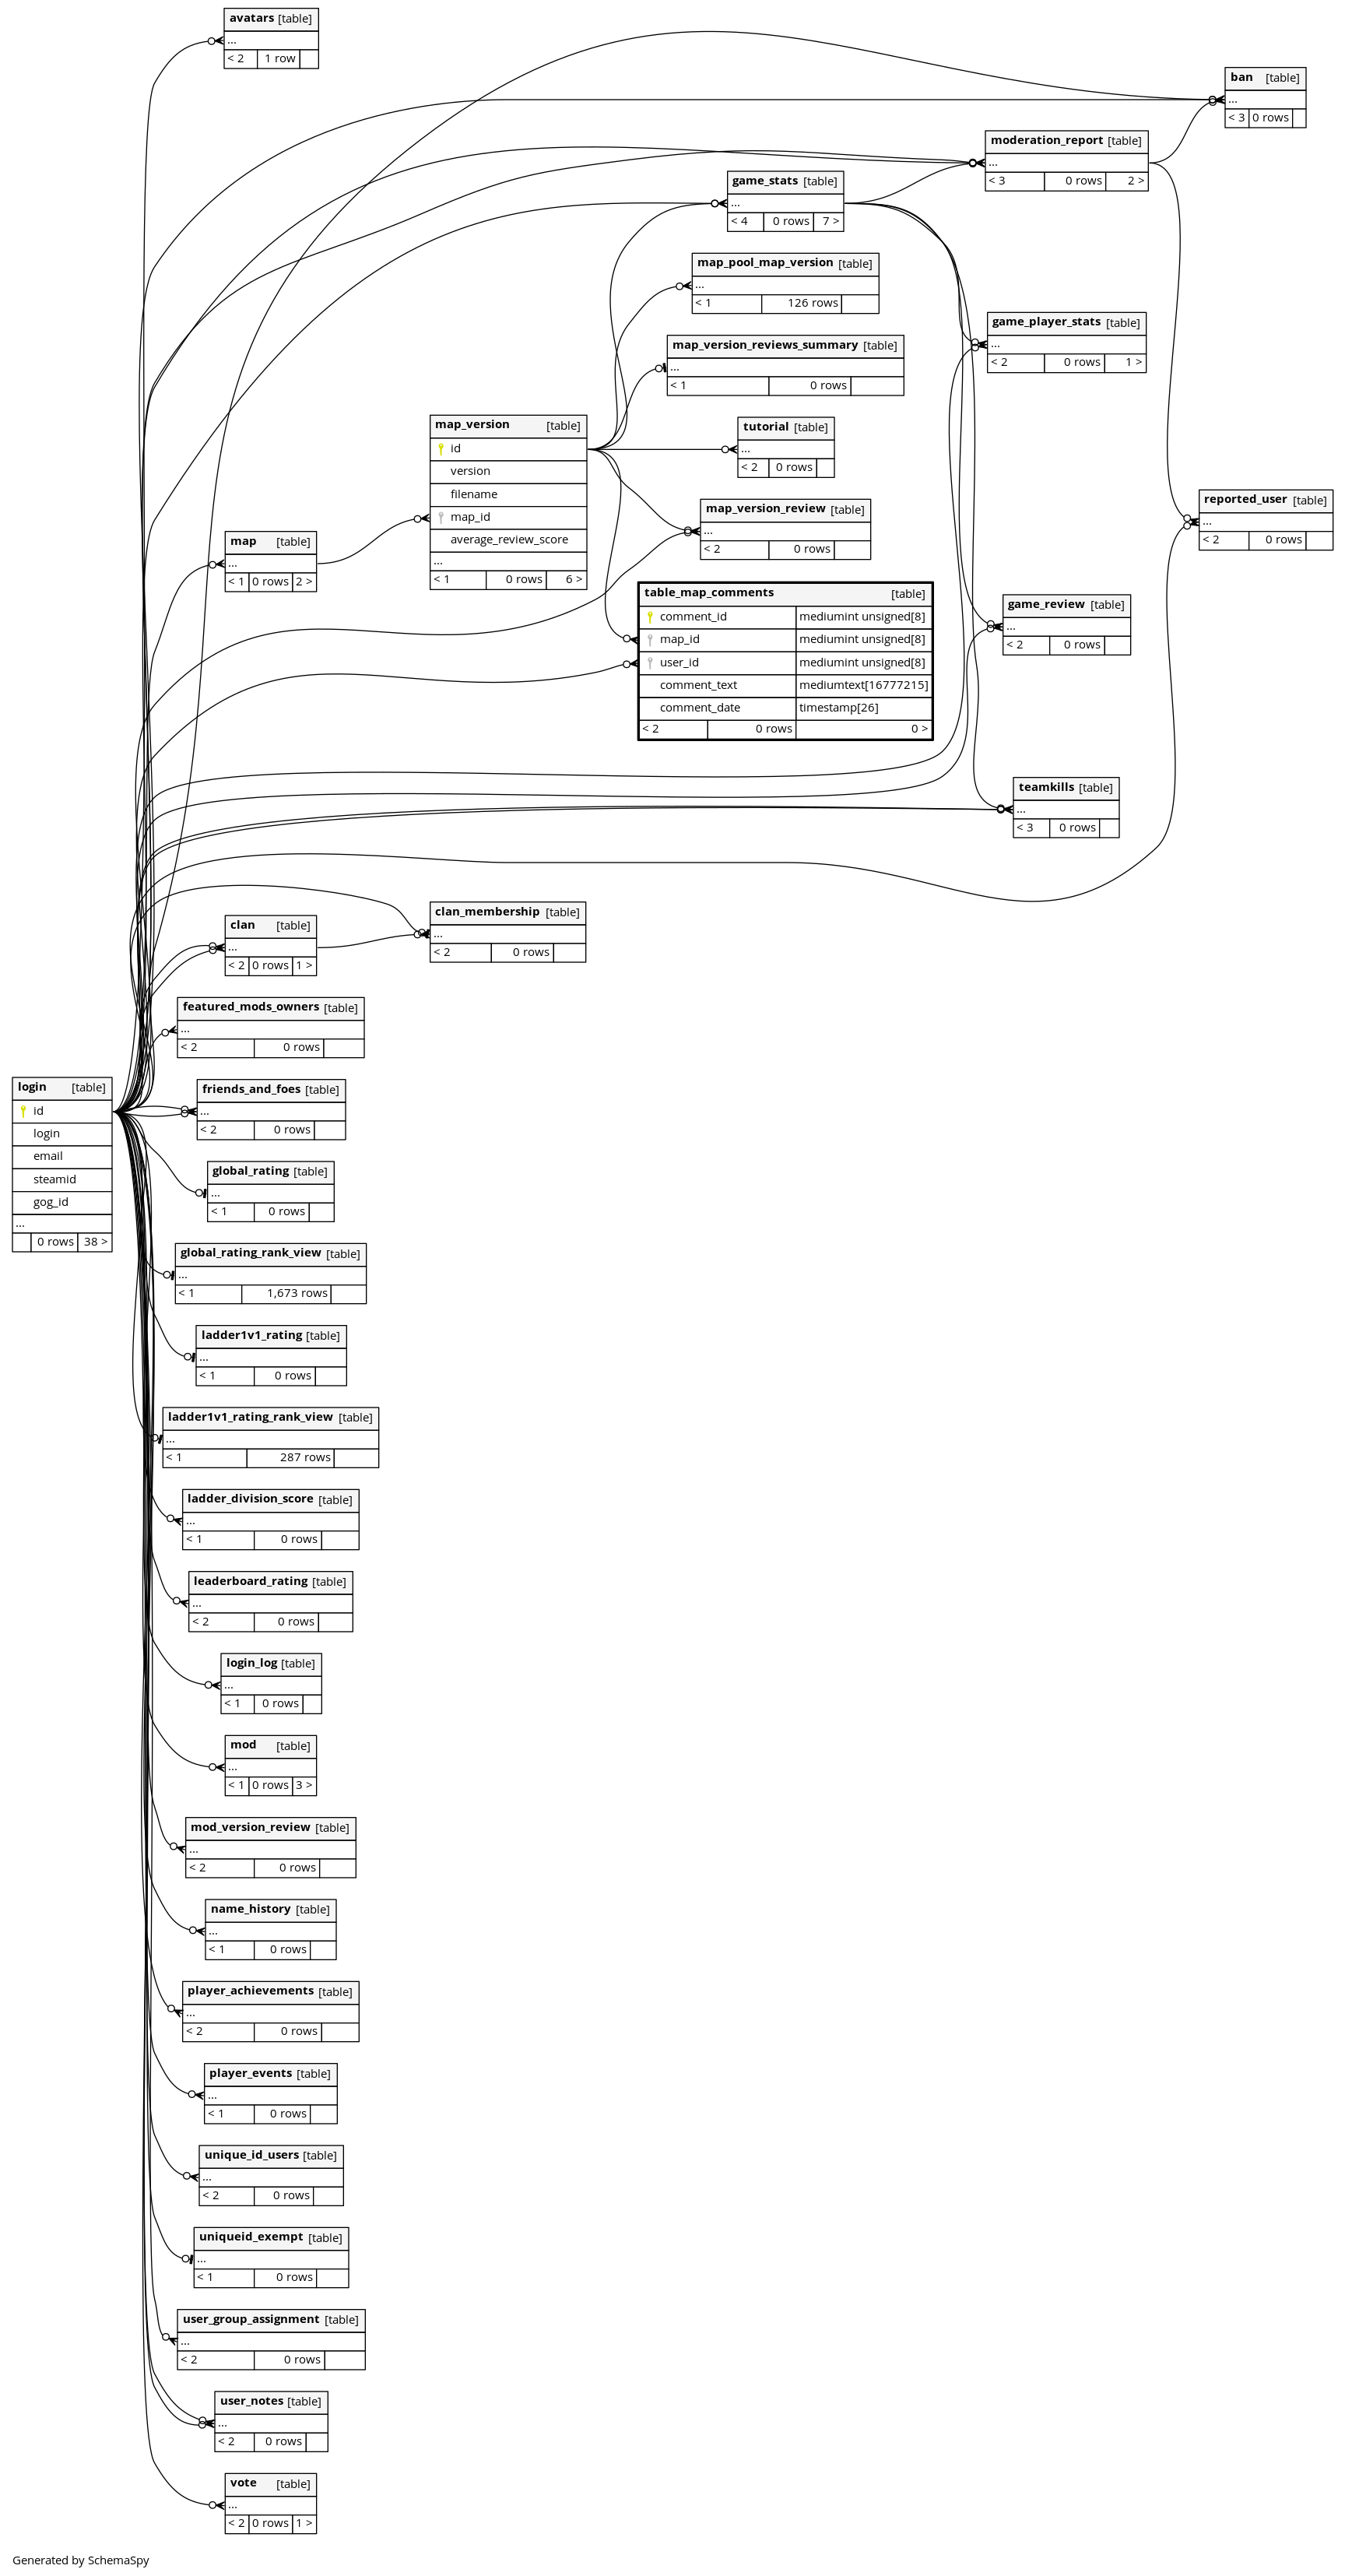 avatars [table]
...
< 2 1 row
ban [table]
...
< 3 0 rows
moderation_report [table]
...
< 3 0 rows 2 >
game_stats [table]
...
< 4 0 rows 7 >
map_pool_map_version [table]
...
< 1 126 rows
game_player_stats [table]
...
< 2 0 rows 1 >
map_version_reviews_summary [table]
...
< 1 0 rows
map_version [table]
id
version
filename
map_id
average_review_score
...
< 1 0 rows 6 >
tutorial [table]
...
< 2 0 rows
reported_user [table]
...
< 2 0 rows
map_version_review [table]
...
< 2 0 rows
map [table]
...
< 1 0 rows 2 >
table_map_comments [table]
comment_id mediumint unsigned[8]
map_id mediumint unsigned[8]
user_id mediumint unsigned[8]
comment_text mediumtext[16777215]
comment_date timestamp[26]
< 2 0 rows 0 >
game_review [table]
...
< 2 0 rows
teamkills [table]
...
< 3 0 rows
clan_membership [table]
...
< 2 0 rows
clan [table]
...
< 2 0 rows 1 >
featured_mods_owners [table]
...
< 2 0 rows
login [table]
id
login
email
steamid
gog_id
...
0 rows 38 >
friends_and_foes [table]
...
< 2 0 rows
global_rating [table]
...
< 1 0 rows
global_rating_rank_view [table]
...
< 1 1,673 rows
ladder1v1_rating [table]
...
< 1 0 rows
ladder1v1_rating_rank_view [table]
...
< 1 287 rows
ladder_division_score [table]
...
< 1 0 rows
leaderboard_rating [table]
...
< 2 0 rows
login_log [table]
...
< 1 0 rows
mod [table]
...
< 1 0 rows 3 >
mod_version_review [table]
...
< 2 0 rows
name_history [table]
...
< 1 0 rows
player_achievements [table]
...
< 2 0 rows
player_events [table]
...
< 1 0 rows
unique_id_users [table]
...
< 2 0 rows
uniqueid_exempt [table]
...
< 1 0 rows
user_group_assignment [table]
...
< 2 0 rows
user_notes [table]
...
< 2 0 rows
vote [table]
...
< 2 0 rows 1 >
Generated by SchemaSpy